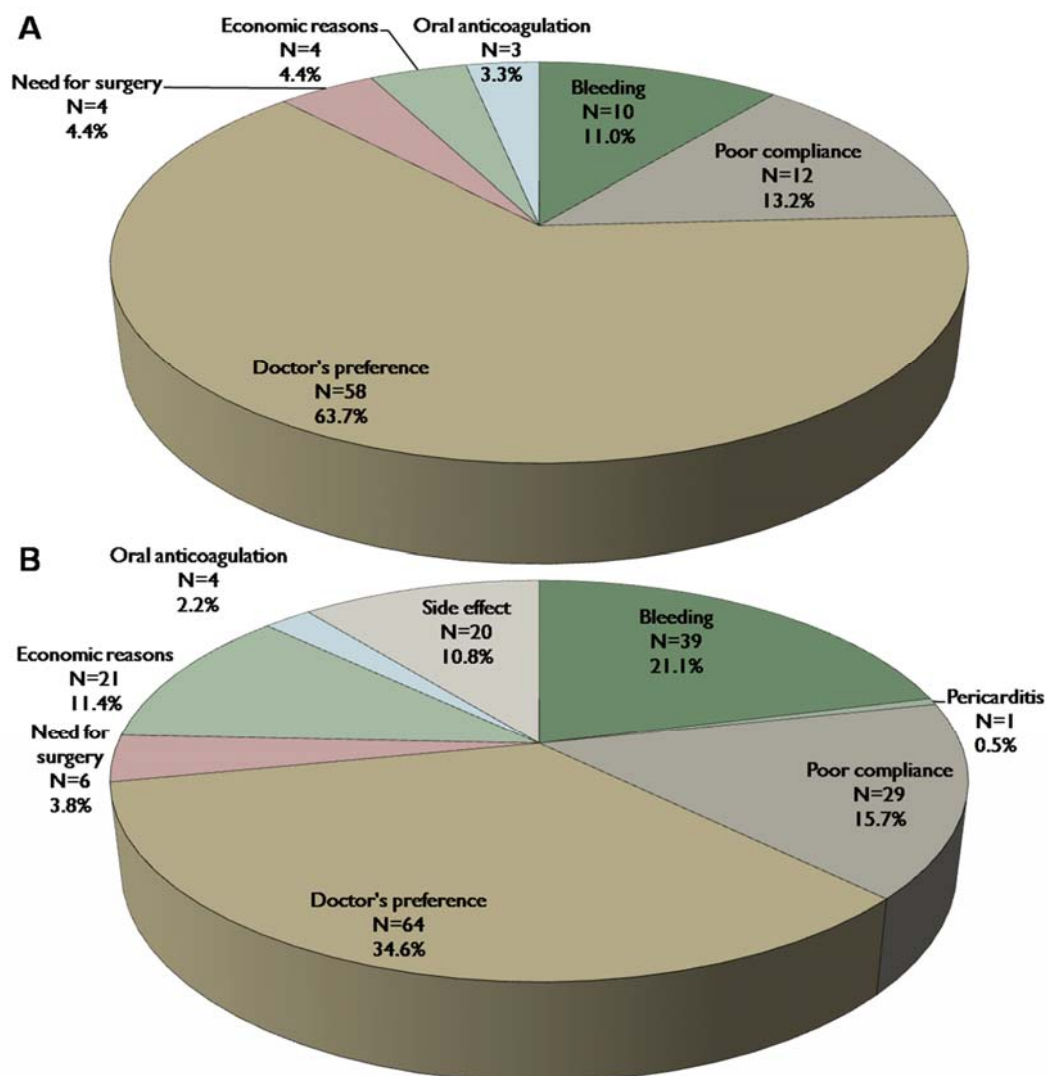 A
Economic reasons
N=4
4.4%
Oral anticoagulation
N=3
3.3%
Need for surgery
N=4
4.4%
Bleeding
N=10
11.0%
Poor compliance
N=12
13.2%
Doctor's preference
N=58
63.7%
B
Oral anticoagulation
N=4
2.2%
Side effect
N=20
10.8%
Bleeding
N=39
21.1%
Economic reasons
N=21
11.4%
Pericarditis
N=1
0.5%
Need for
surgery
N=6
3.8%
Poor compliance
N=29
15.7%
Doctor's preference
N=64
34.6%